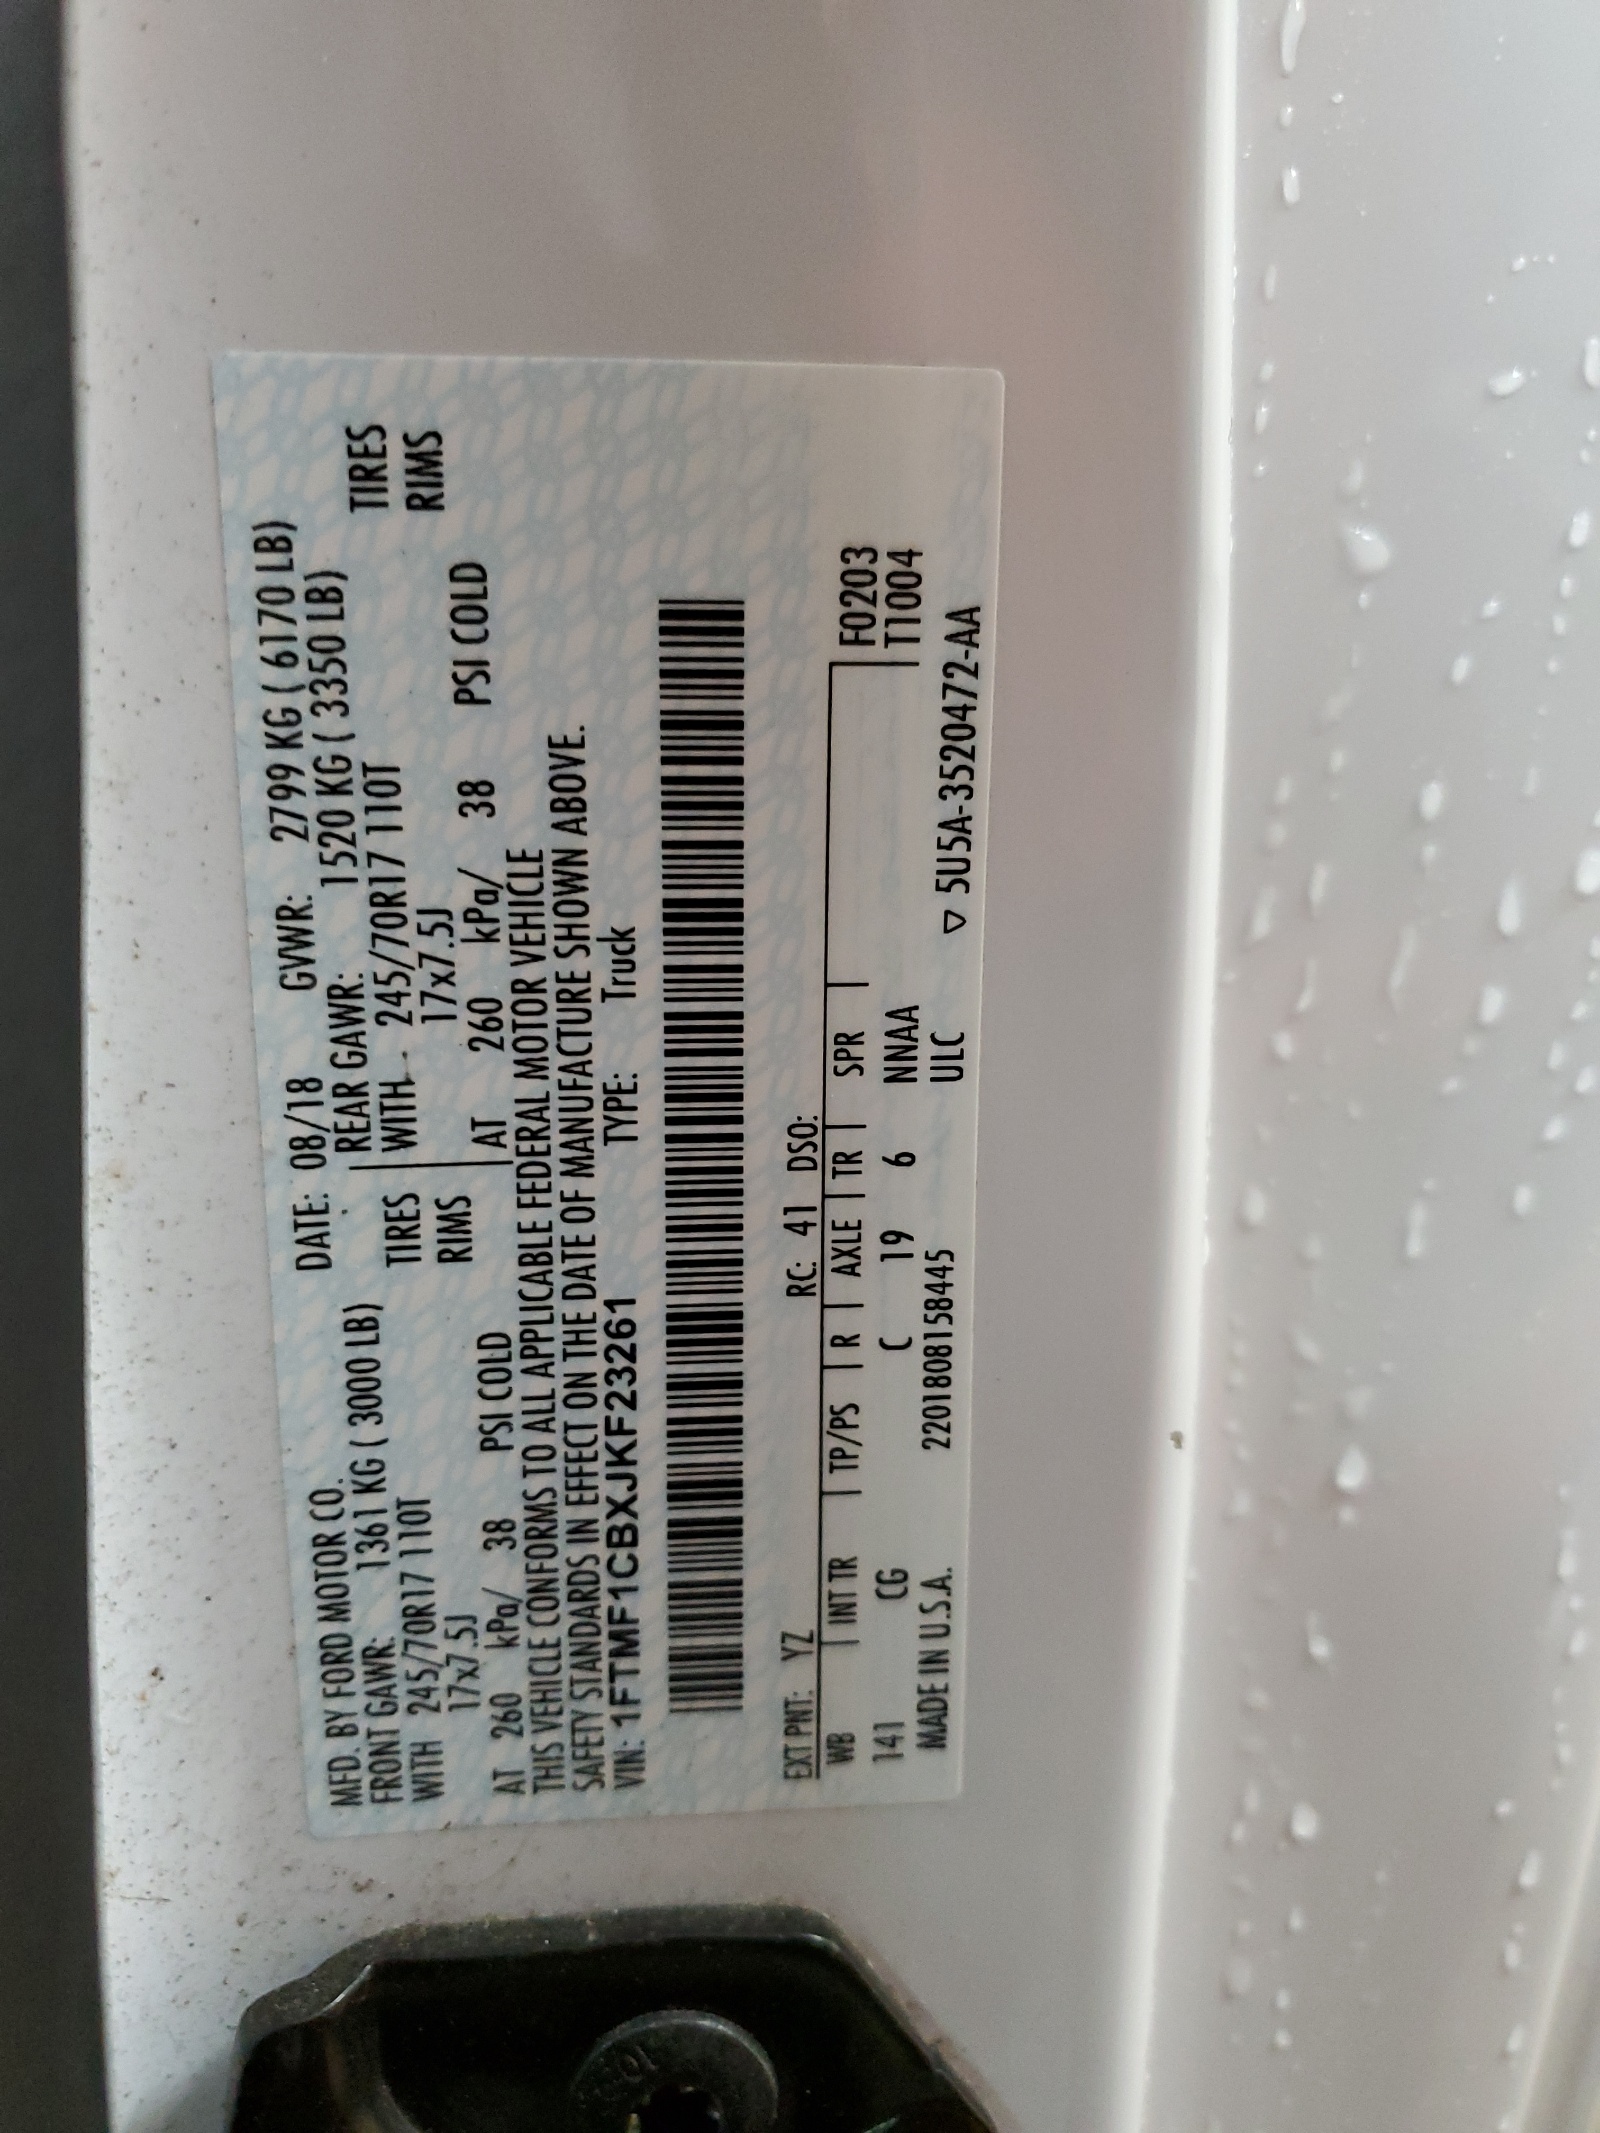 MFD. BY FORD MOTOR CO. DATE: 08/18 GVWR: 2799 KG ( 6170 LB)
FRONT GAWR: 1361 KG ( 3000 LB) REAR GAWR: 1520 KG ( 3350 LB)
WITH 245/70R17 110T TIRES WITH 245/70R17 110T TIRES
17x7.5J RIMS 17x7.5J RIMS
AT 260 kPa/ 38 PSI COLD AT 260 kPa/ 38 PSI COLD
THIS VEHICLE CONFORMS TO ALL APPLICABLE FEDERAL MOTOR VEHICLE
SAFETY STANDARDS IN EFFECT ON THE DATE OF MANUFACTURE SHOWN ABOVE.
VIN: 1FTMF1CBXJKF23261 TYPE: Truck
EXT PNT: YZ RC: 41 DSO:
WB INT TR TP/PS R AXLE TR SPR F0203
141 CG C 19 6 NNAA T1004
MADE IN U.S.A. 2201808158445 ULC ▽ 5U5A-3520472-AA